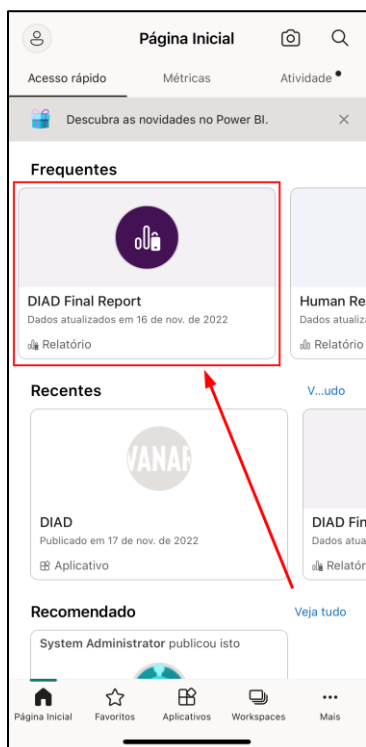 Página Inicial
Acesso rápido
Métricas
Atividade
Descubra as novidades no Power BI.
Frequentes
DIAD Final Report
Dados atualizados em 16 de nov. de 2022
Relatório
Human Re
Dados atualiza
Relatório
Recentes
V...udo
VANAR
DIAD
Publicado em 17 de nov. de 2022
Aplicativo
DIAD Fin
Dados atua
Relatór
Recomendado
Veja tudo
System Administrator publicou isto
Página Inicial
Favoritos
Aplicativos
Workspaces
Mais